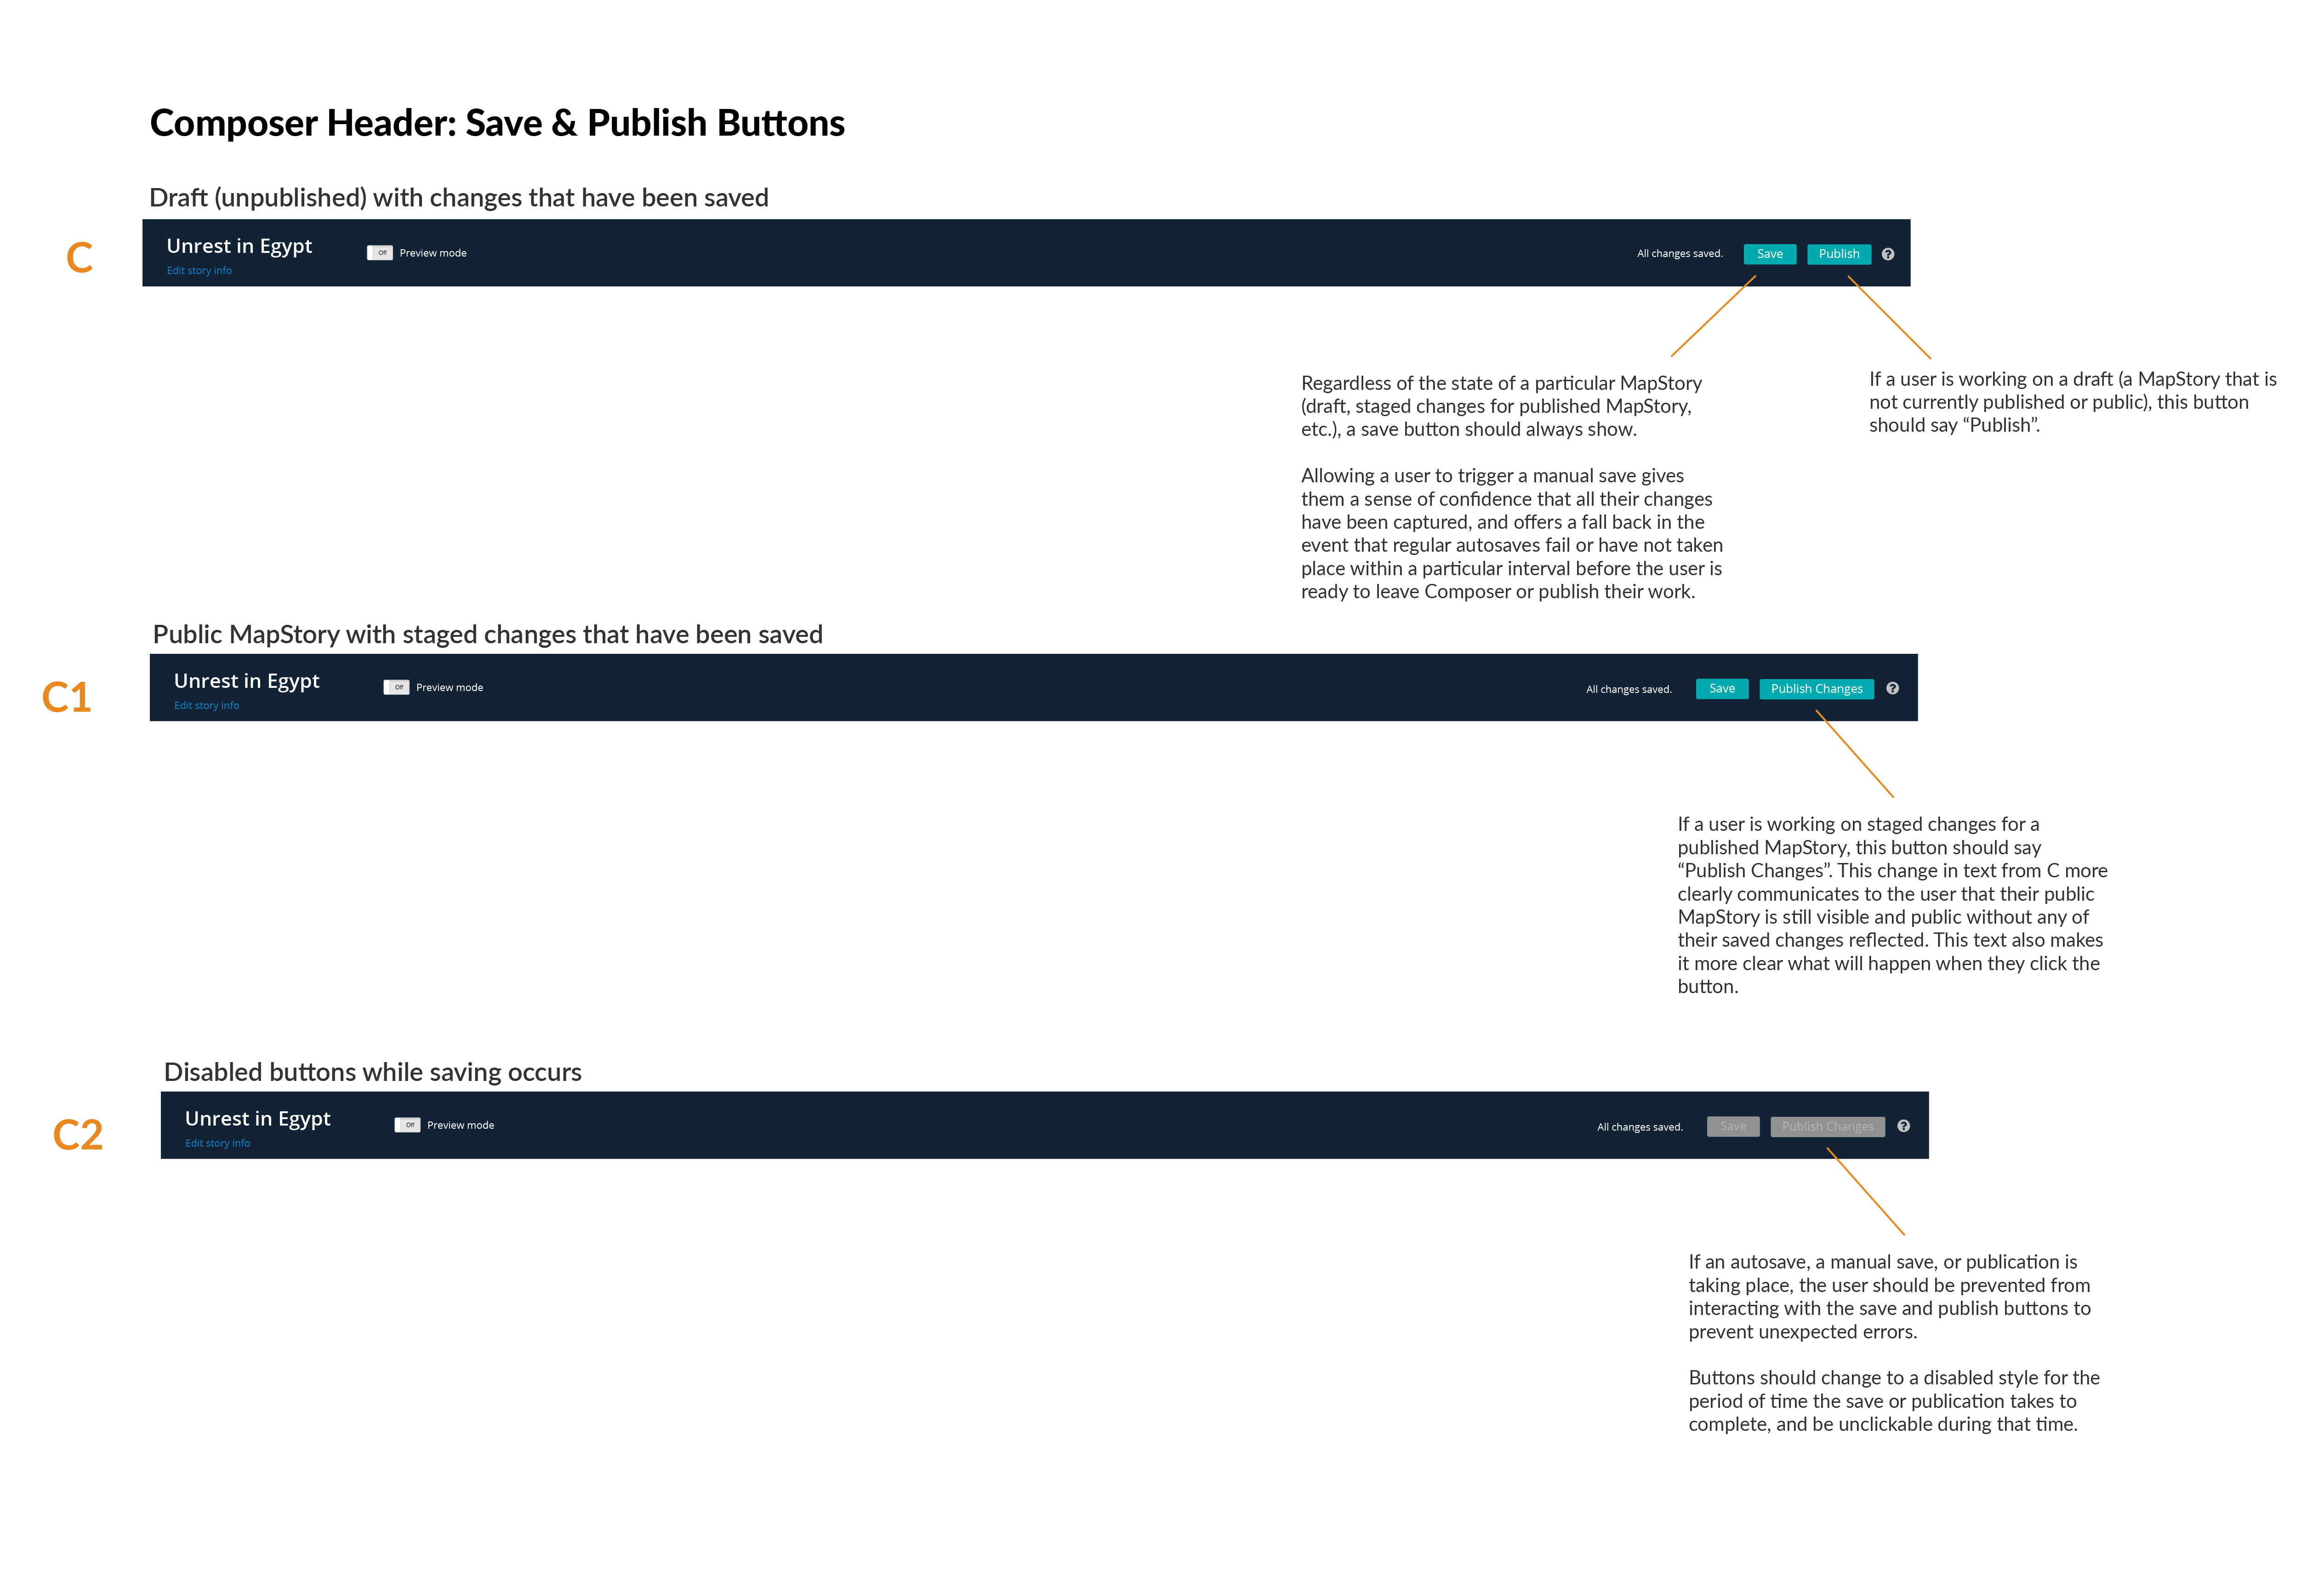 Composer Header: Save & Publish Buttons
Draft (unpublished) with changes that have been saved
C
Unrest in Egypt
Edit story info
Off
Preview mode
All changes saved.
Save
Publish
?
Regardless of the state of a particular MapStory
(draft, staged changes for published MapStory,
etc.), a save button should always show.
Allowing a user to trigger a manual save gives
them a sense of confidence that all their changes
have been captured, and offers a fall back in the
event that regular autosaves fail or have not taken
place within a particular interval before the user is
ready to leave Composer or publish their work.
If a user is working on a draft (a MapStory that is
not currently published or public), this button
should say “Publish”.
Public MapStory with staged changes that have been saved
C1
Unrest in Egypt
Edit story info
Off
Preview mode
All changes saved.
Save
Publish Changes
?
If a user is working on staged changes for a
published MapStory, this button should say
“Publish Changes”. This change in text from C more
clearly communicates to the user that their public
MapStory is still visible and public without any of
their saved changes reflected. This text also makes
it more clear what will happen when they click the
button.
Disabled buttons while saving occurs
C2
Unrest in Egypt
Edit story info
Off
Preview mode
All changes saved.
Save
Publish Changes
?
If an autosave, a manual save, or publication is
taking place, the user should be prevented from
interacting with the save and publish buttons to
prevent unexpected errors.
Buttons should change to a disabled style for the
period of time the save or publication takes to
complete, and be unclickable during that time.